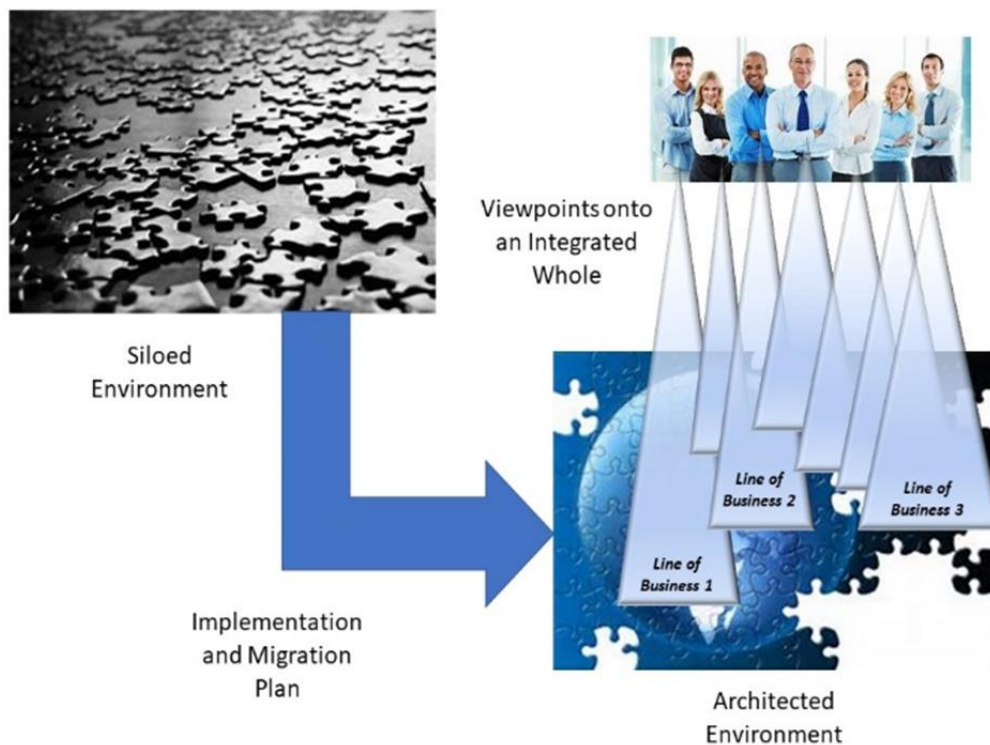 Viewpoints onto
an Integrated
Whole
Siloed
Environment
Line of
Business 2
Line of
Business 3
Line of
Business 1
Implementation
and Migration
Plan
Architected
Environment